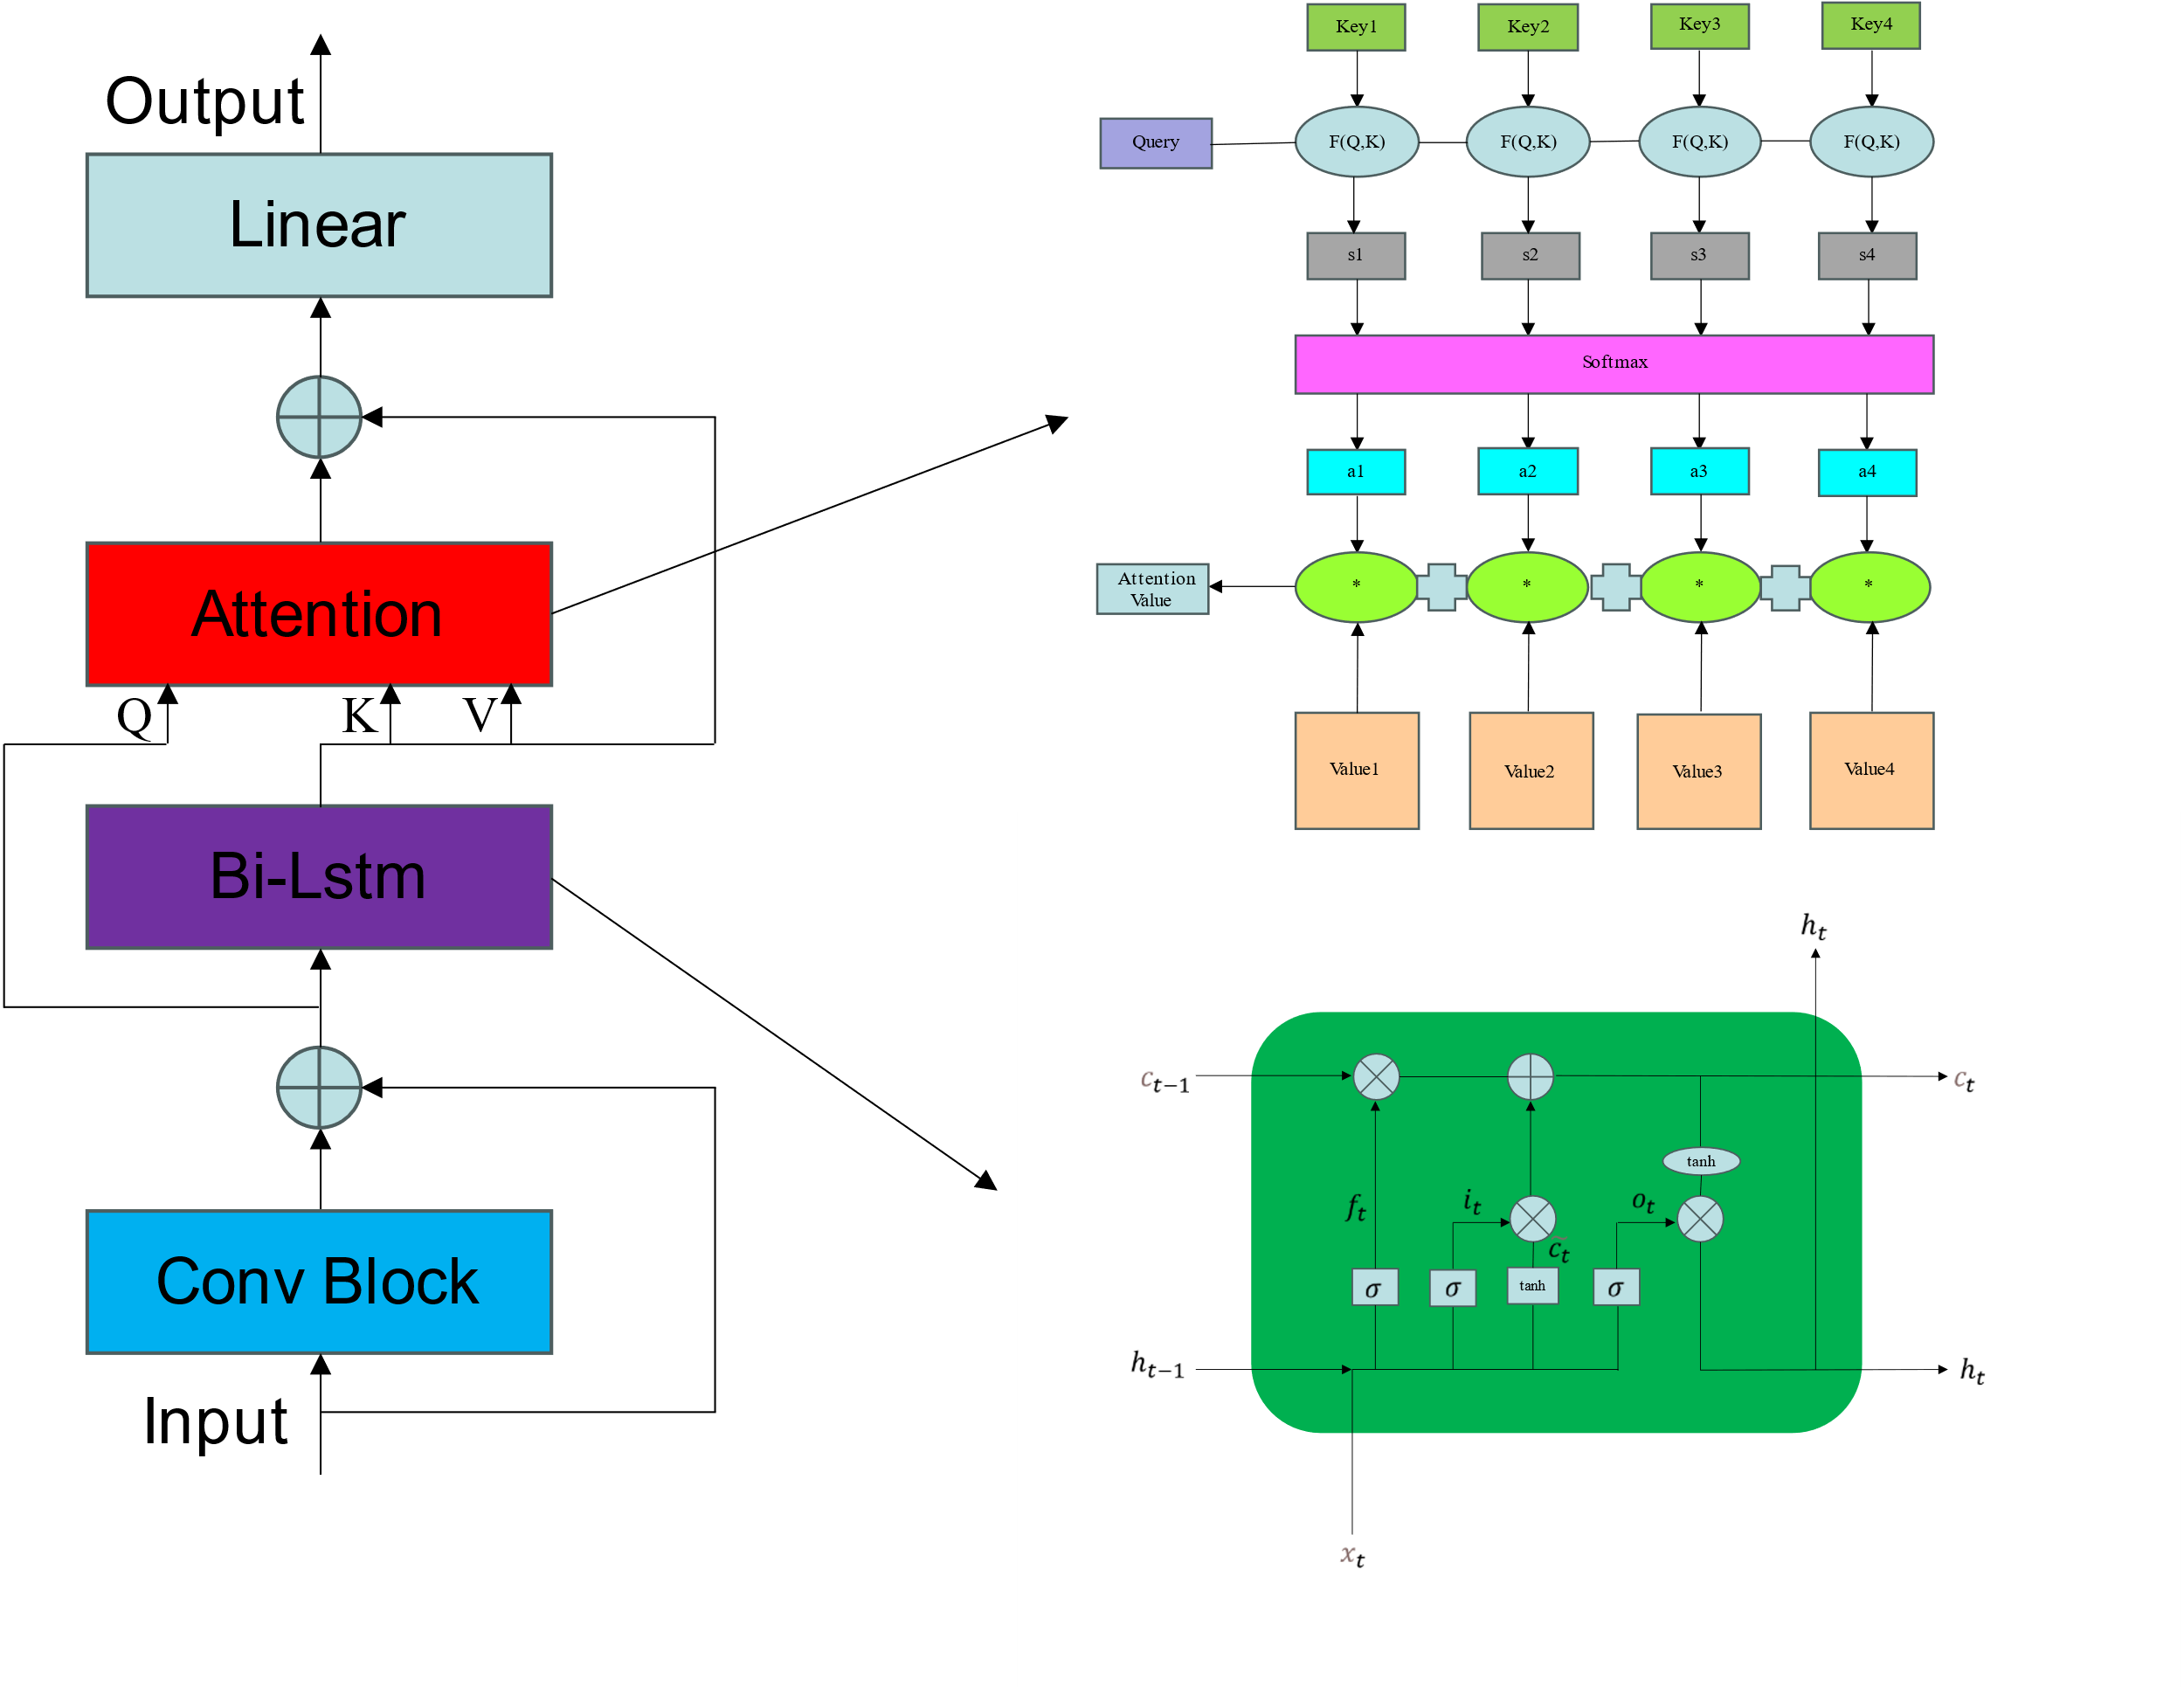 Output
Linear
Attention
Q K V
Bi-Lstm
Conv Block
Input
Key1 Key2 Key3 Key4
Query F(Q,K) F(Q,K) F(Q,K) F(Q,K)
s1 s2 s3 s4
Softmax
a1 a2 a3 a4
Attention
Value
* * * *
Value1 Value2 Value3 Value4
h_t
c_{t-1} c_t
tanh
f_t i_t o_t
c̃_t
σ σ tanh σ
h_{t-1} h_t
x_t